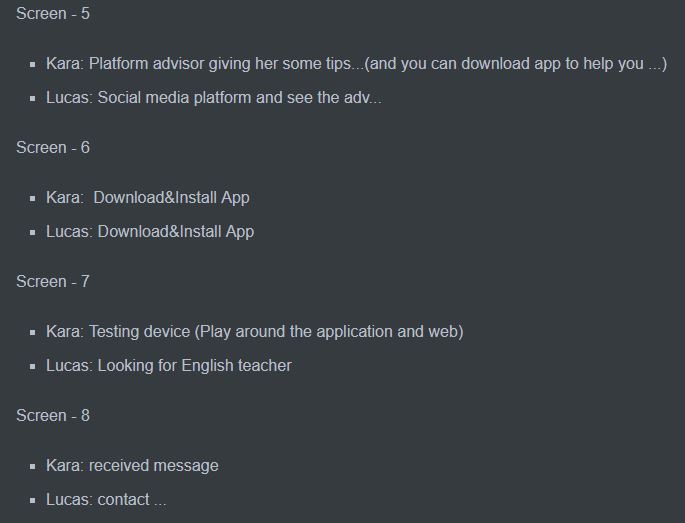 Screen - 5
Kara: Platform advisor giving her some tips...(and you can download app to help you ...)
Lucas: Social media platform and see the adv...
Screen - 6
Kara:  Download&Install App
Lucas: Download&Install App
Screen - 7
Kara: Testing device (Play around the application and web)
Lucas: Looking for English teacher
Screen - 8
Kara: received message
Lucas: contact ...